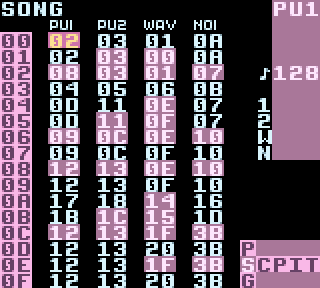 SONG PU1
PU1 PU2 WAV NOI
00 02 03 01 0A
01 02 03 00 0A
02 08 03 01 07 ♪128
03 04 05 06 0B
04 0D 11 0E 07 1
05 0D 11 0F 07 2
06 09 0C 0E 10 W
07 09 0C 0F 10 N
08 12 13 0E 10
09 12 13 0F 10
0A 17 18 14 16
0B 1B 1C 15 1D
0C 12 13 1F 3B
0D 12 13 20 3B P
0E 12 13 1F 3B SCPIT
0F 12 13 20 3B G